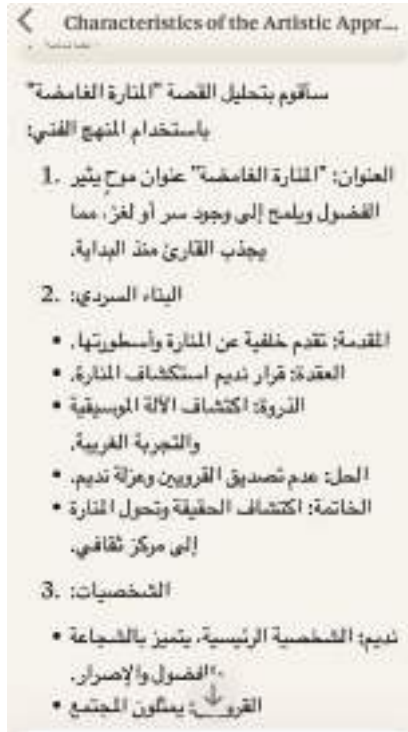 Characteristics of the Artistic Appr...
سأقوم بتحليل القصة "المنارة الغامضة"
باستخدام المنهج الفني:
1. العنوان: "المنارة الغامضة" عنوان موحٍ يثير
الفضول ويلمح إلى وجود سر أو لغز، مما
يجذب القارئ منذ البداية.
2. البناء السردي:
• المقدمة: تقدم خلفية عن المنارة وأسطورتها.
• العقدة: قرار نديم استكشاف المنارة.
• الذروة: اكتشاف الآلة الموسيقية
والتجربة الغريبة.
• الحل: عدم تصديق القرويين وعزلة نديم.
• الخاتمة: اكتشاف الحقيقة وتحول المنارة
إلى مركز ثقافي.
3. الشخصيات:
• نديم: الشخصية الرئيسية، يتميز بالشجاعة
والفضول والإصرار.
• يمثلون المجتمع